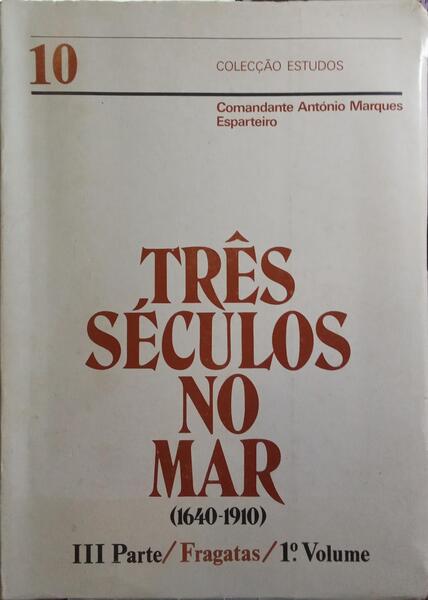 10
COLECÇÃO ESTUDOS
Comandante António Marques
Esparteiro
TRÊS
SÉCULOS
NO
MAR
(1640-1910)
III Parte/Fragatas/1º. Volume